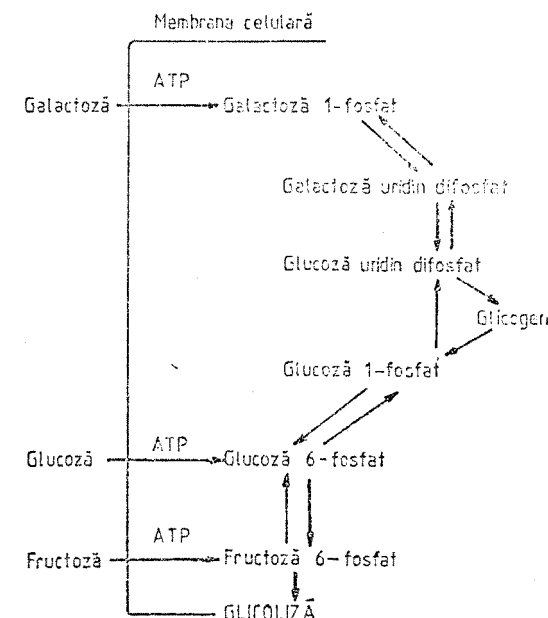 Membrana celulară
ATP
Galactoză
Galactoză 1-fosfat
Galactoză uridin difosfat
Glucoză uridin difosfat
Glicogen
Glucoză 1-fosfat
ATP
Glucoză
Glucoză 6-fosfat
ATP
Fructoză
Fructoză 6-fosfat
GLICOLIZĂ